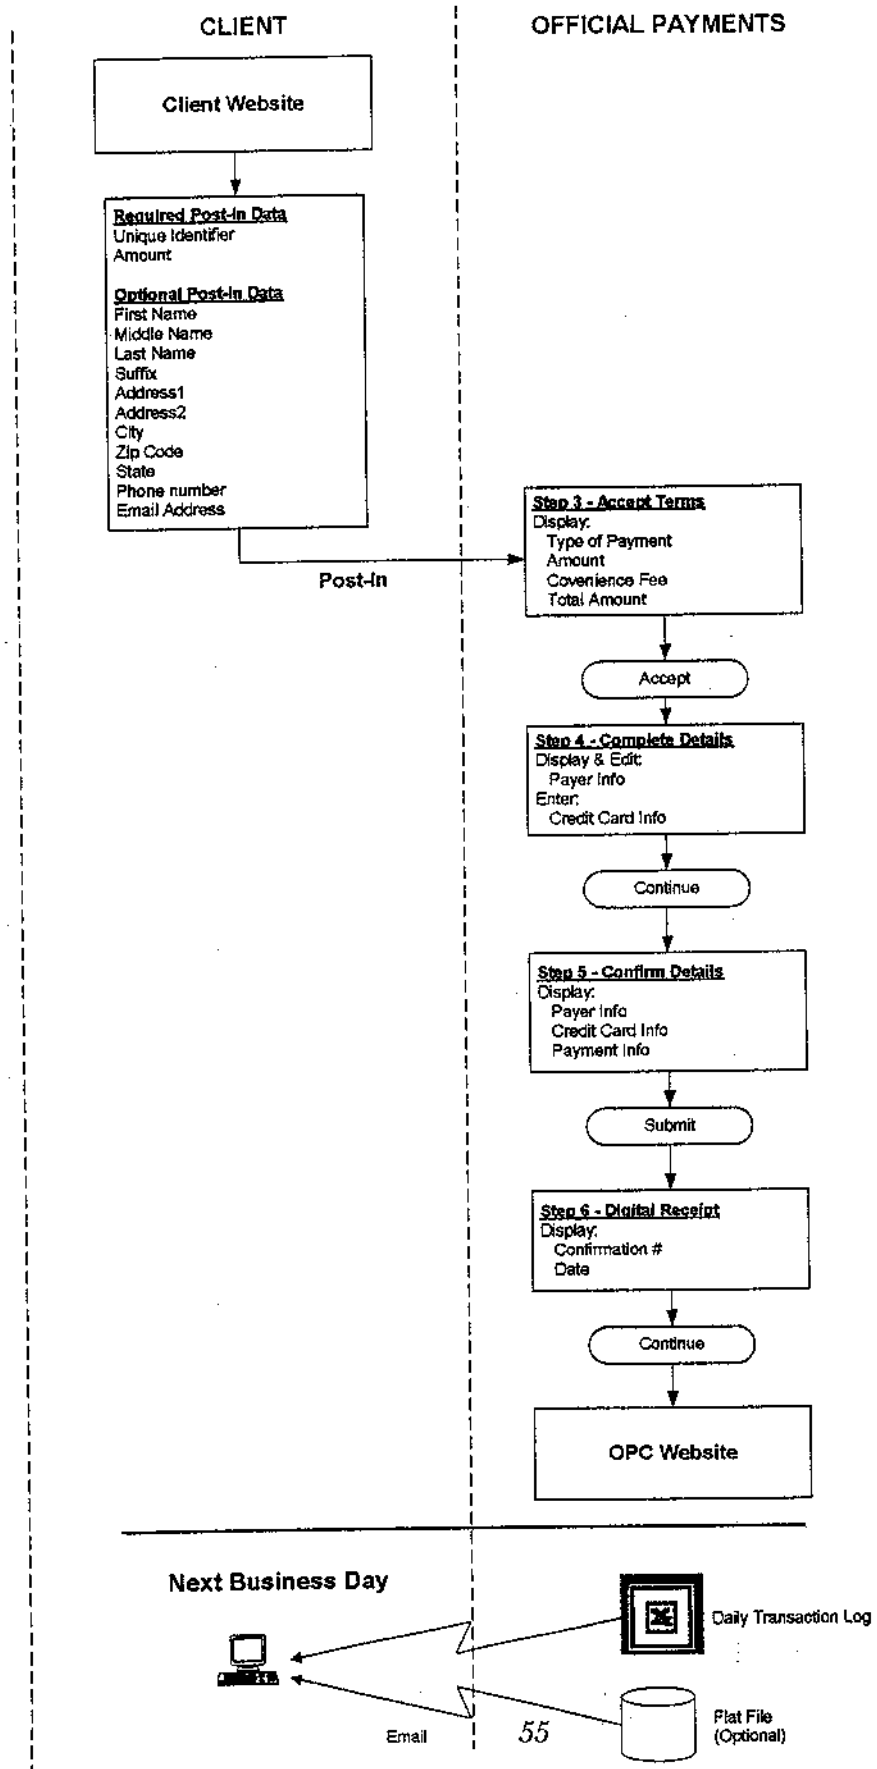 CLIENT
OFFICIAL PAYMENTS
Client Website
Required Post-In Data
Unique Identifier
Amount
Optional Post-In Data
First Name
Middle Name
Last Name
Suffix
Address1
Address2
City
Zip Code
State
Phone number
Email Address
Post-In
Step 3 - Accept Terms
Display:
Type of Payment
Amount
Covenience Fee
Total Amount
Accept
Step 4 - Complete Details
Display & Edit:
Payer Info
Enter:
Credit Card Info
Continue
Step 5 - Confirm Details
Display:
Payer Info
Credit Card Info
Payment Info
Submit
Step 6 - Digital Receipt
Display:
Confirmation #
Date
Continue
OPC Website
Next Business Day
Daily Transaction Log
Email
55
Flat File
(Optional)